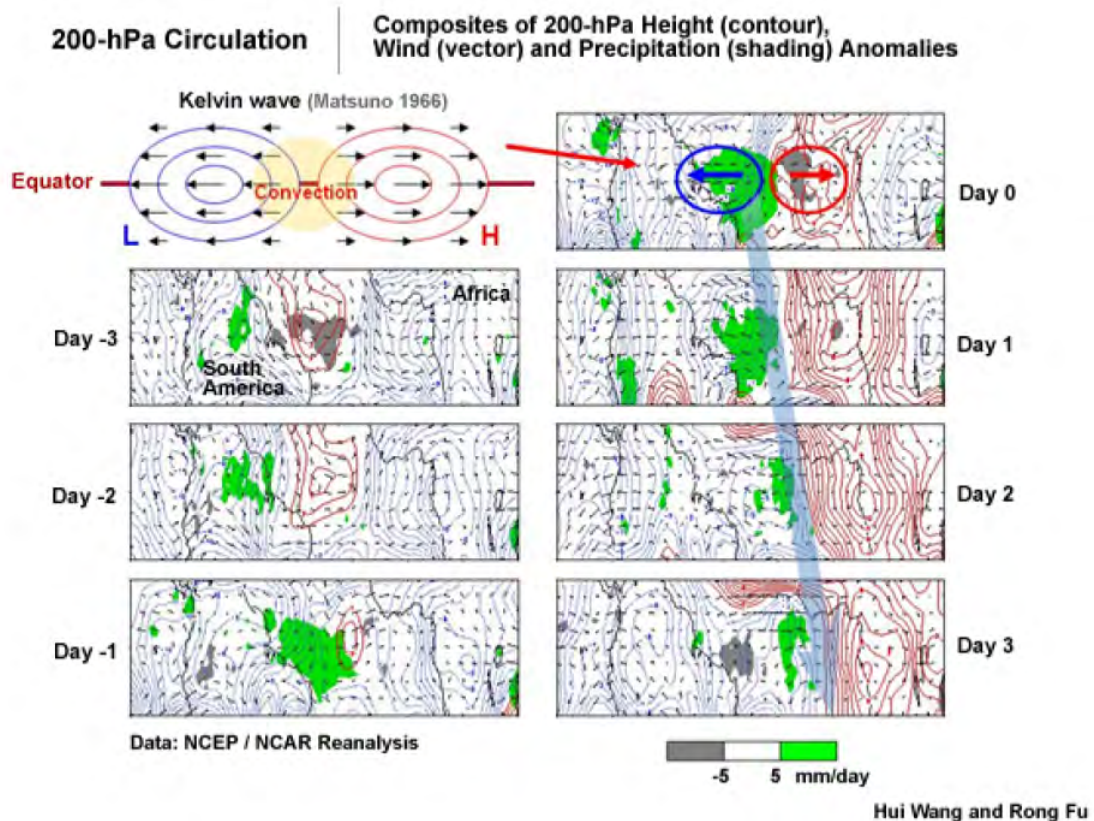 200-hPa Circulation
Composites of 200-hPa Height (contour),
Wind (vector) and Precipitation (shading) Anomalies
Kelvin wave (Matsuno 1966)
Equator
Convection
L
H
Day 0
Day -3
South
America
Africa
Day 1
Day -2
Day 2
Day -1
Day 3
Data: NCEP / NCAR Reanalysis
-5 5 mm/day
Hui Wang and Rong Fu